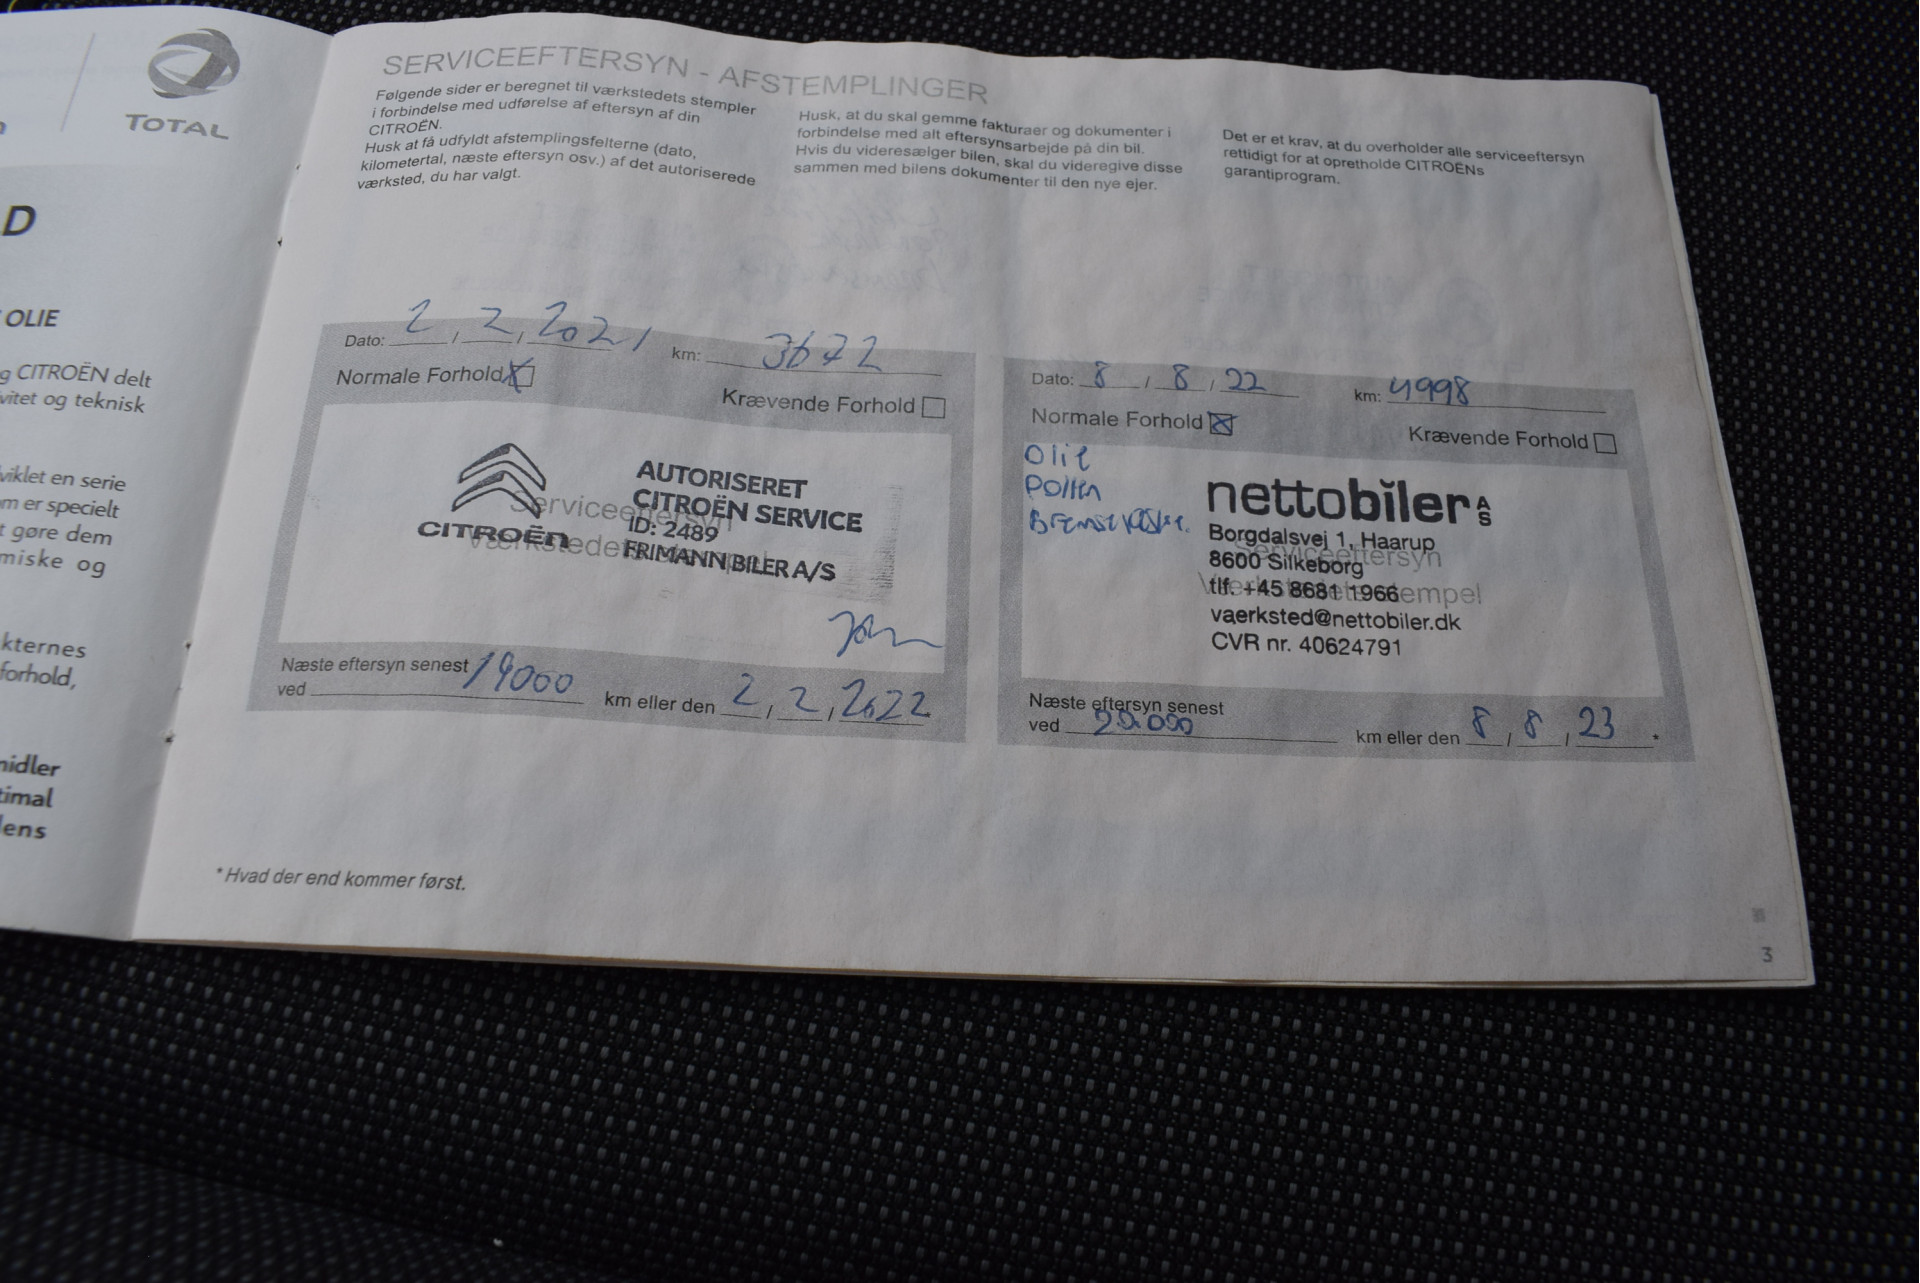 TOTAL
D
OLIE
g CITROËN delt
vitet og teknisk
viklet en serie
m er specielt
t gøre dem
miske og
kternes
forhold,
nidler
timal
lens
SERVICEEFTERSYN - AFSTEMPLINGER
Følgende sider er beregnet til værkstedets stempler
i forbindelse med udførelse af eftersyn af din
CITROËN.
Husk at få udfyldt afstemplingsfelterne (dato,
kilometertal, næste eftersyn osv.) af det autoriserede
værksted, du har valgt.
Husk, at du skal gemme fakturaer og dokumenter i
forbindelse med alt eftersynsarbejde på din bil.
Hvis du videresælger bilen, skal du videregive disse
sammen med bilens dokumenter til den nye ejer.
Det er et krav, at du overholder alle serviceeftersyn
rettidigt for at opretholde CITROËNs
garantiprogram.
Dato: 2 / 2 / 2021 km: 3672
Normale Forhold X Krævende Forhold
Serviceeftersyn
Værkstedets stempel
CITROËN
AUTORISERET
CITROËN SERVICE
ID: 2489
FRIMANN BILER A/S
Næste eftersyn senest
ved 19000 km eller den 2 / 2 / 2022
Dato: 8 / 8 / 22 km: 4998
Normale Forhold X Krævende Forhold
Olie
Pollen
Bremsevæske.
Serviceeftersyn
Værkstedets stempel
nettobiler AS
Borgdalsvej 1, Haarup
8600 Silkeborg
tlf. +45 8681 1966
vaerksted@nettobiler.dk
CVR nr. 40624791
Næste eftersyn senest
ved 20.000 km eller den 8 / 8 / 23 *
* Hvad der end kommer først.
3